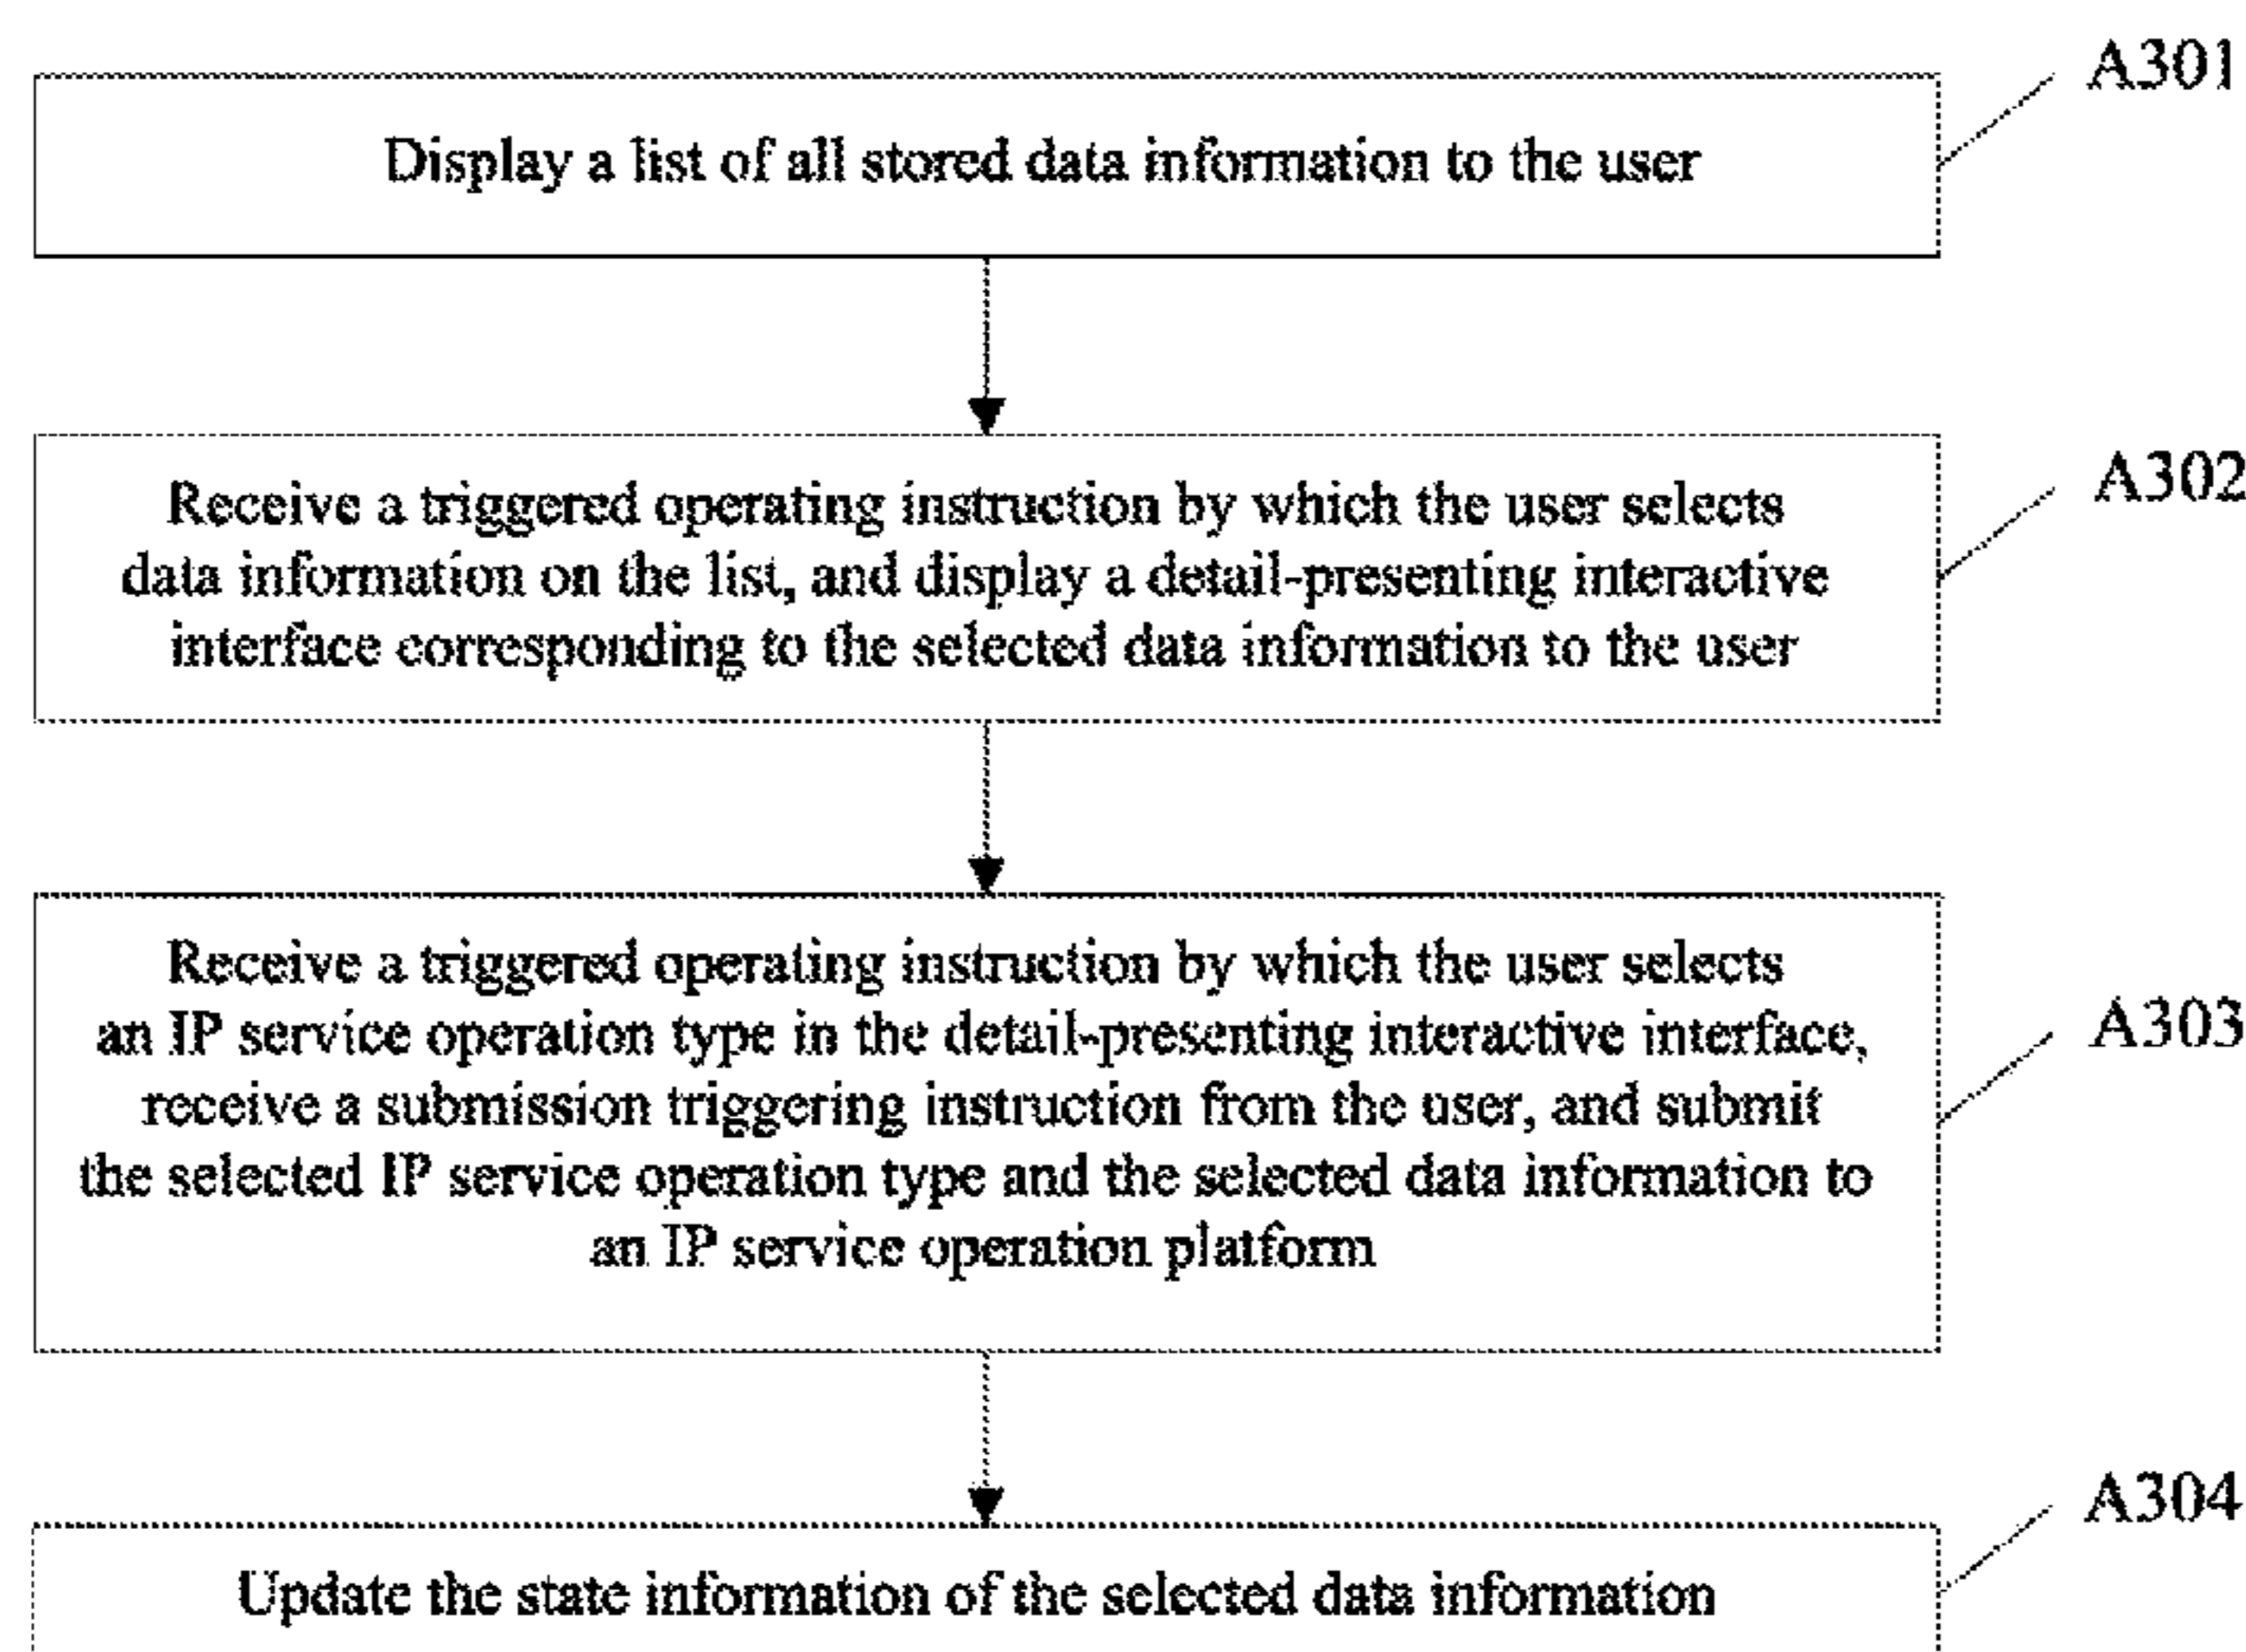 A301
Display a list of all stored data information to the user
A302
Receive a triggered operating instruction by which the user selects
data information on the list, and display a detail-presenting interactive
interface corresponding to the selected data information to the user
Receive a triggered operating instruction by which the user selects
an IP service operation type in the detail-presenting interactive interface,
A303
receive a submission triggering instruction from the user, and submit
the selected IP service operation type and the selected data information to
an IP service operation platform
A304
Update the state information of the selected data information